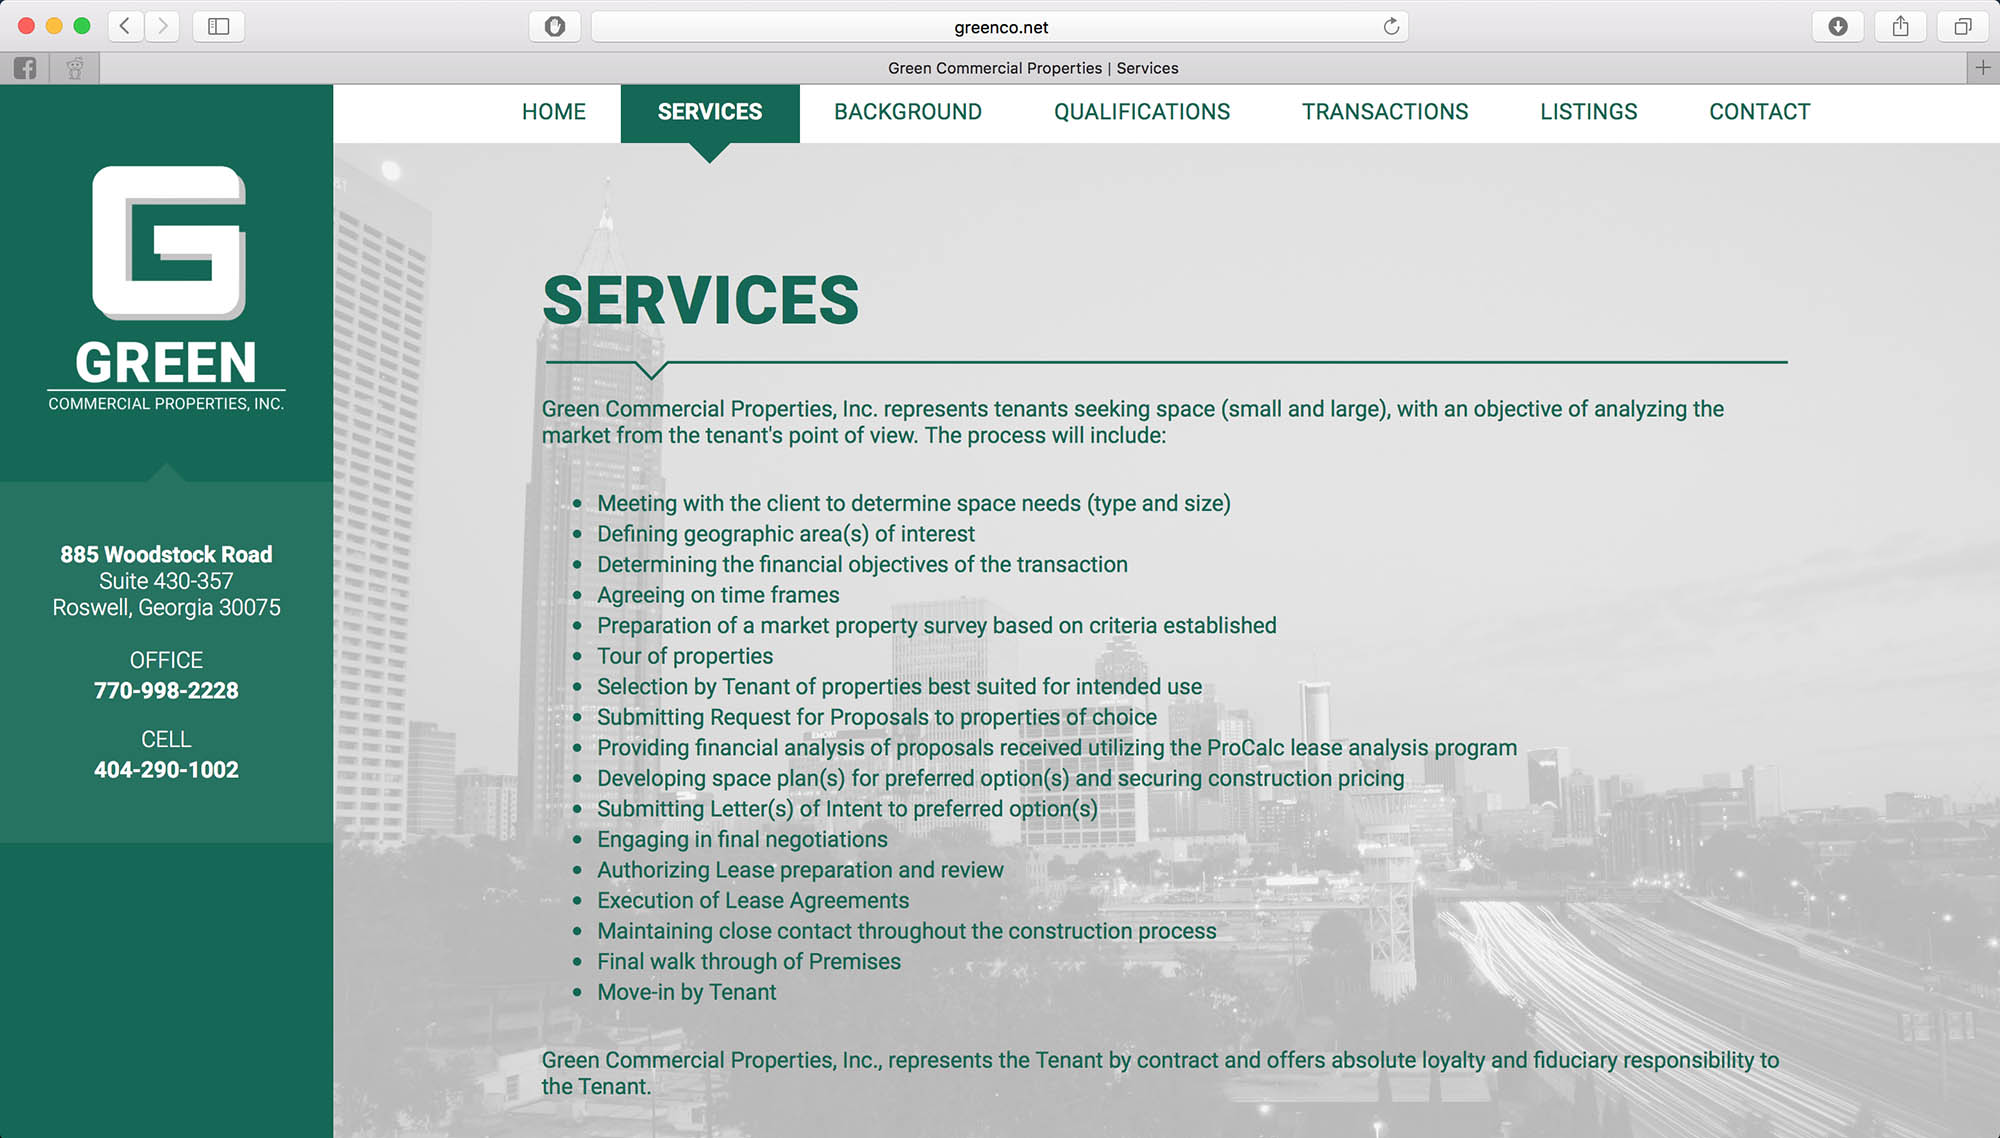 greenco.net
Green Commercial Properties | Services
HOME
SERVICES
BACKGROUND
QUALIFICATIONS
TRANSACTIONS
LISTINGS
CONTACT
G
GREEN
COMMERCIAL PROPERTIES, INC.
885 Woodstock Road
Suite 430-357
Roswell, Georgia 30075
OFFICE
770-998-2228
CELL
404-290-1002
SERVICES
Green Commercial Properties, Inc. represents tenants seeking space (small and large), with an objective of analyzing the
market from the tenant's point of view. The process will include:
• Meeting with the client to determine space needs (type and size)
• Defining geographic area(s) of interest
• Determining the financial objectives of the transaction
• Agreeing on time frames
• Preparation of a market property survey based on criteria established
• Tour of properties
• Selection by Tenant of properties best suited for intended use
• Submitting Request for Proposals to properties of choice
• Providing financial analysis of proposals received utilizing the ProCalc lease analysis program
• Developing space plan(s) for preferred option(s) and securing construction pricing
• Submitting Letter(s) of Intent to preferred option(s)
• Engaging in final negotiations
• Authorizing Lease preparation and review
• Execution of Lease Agreements
• Maintaining close contact throughout the construction process
• Final walk through of Premises
• Move-in by Tenant
Green Commercial Properties, Inc., represents the Tenant by contract and offers absolute loyalty and fiduciary responsibility to
the Tenant.
EMORY